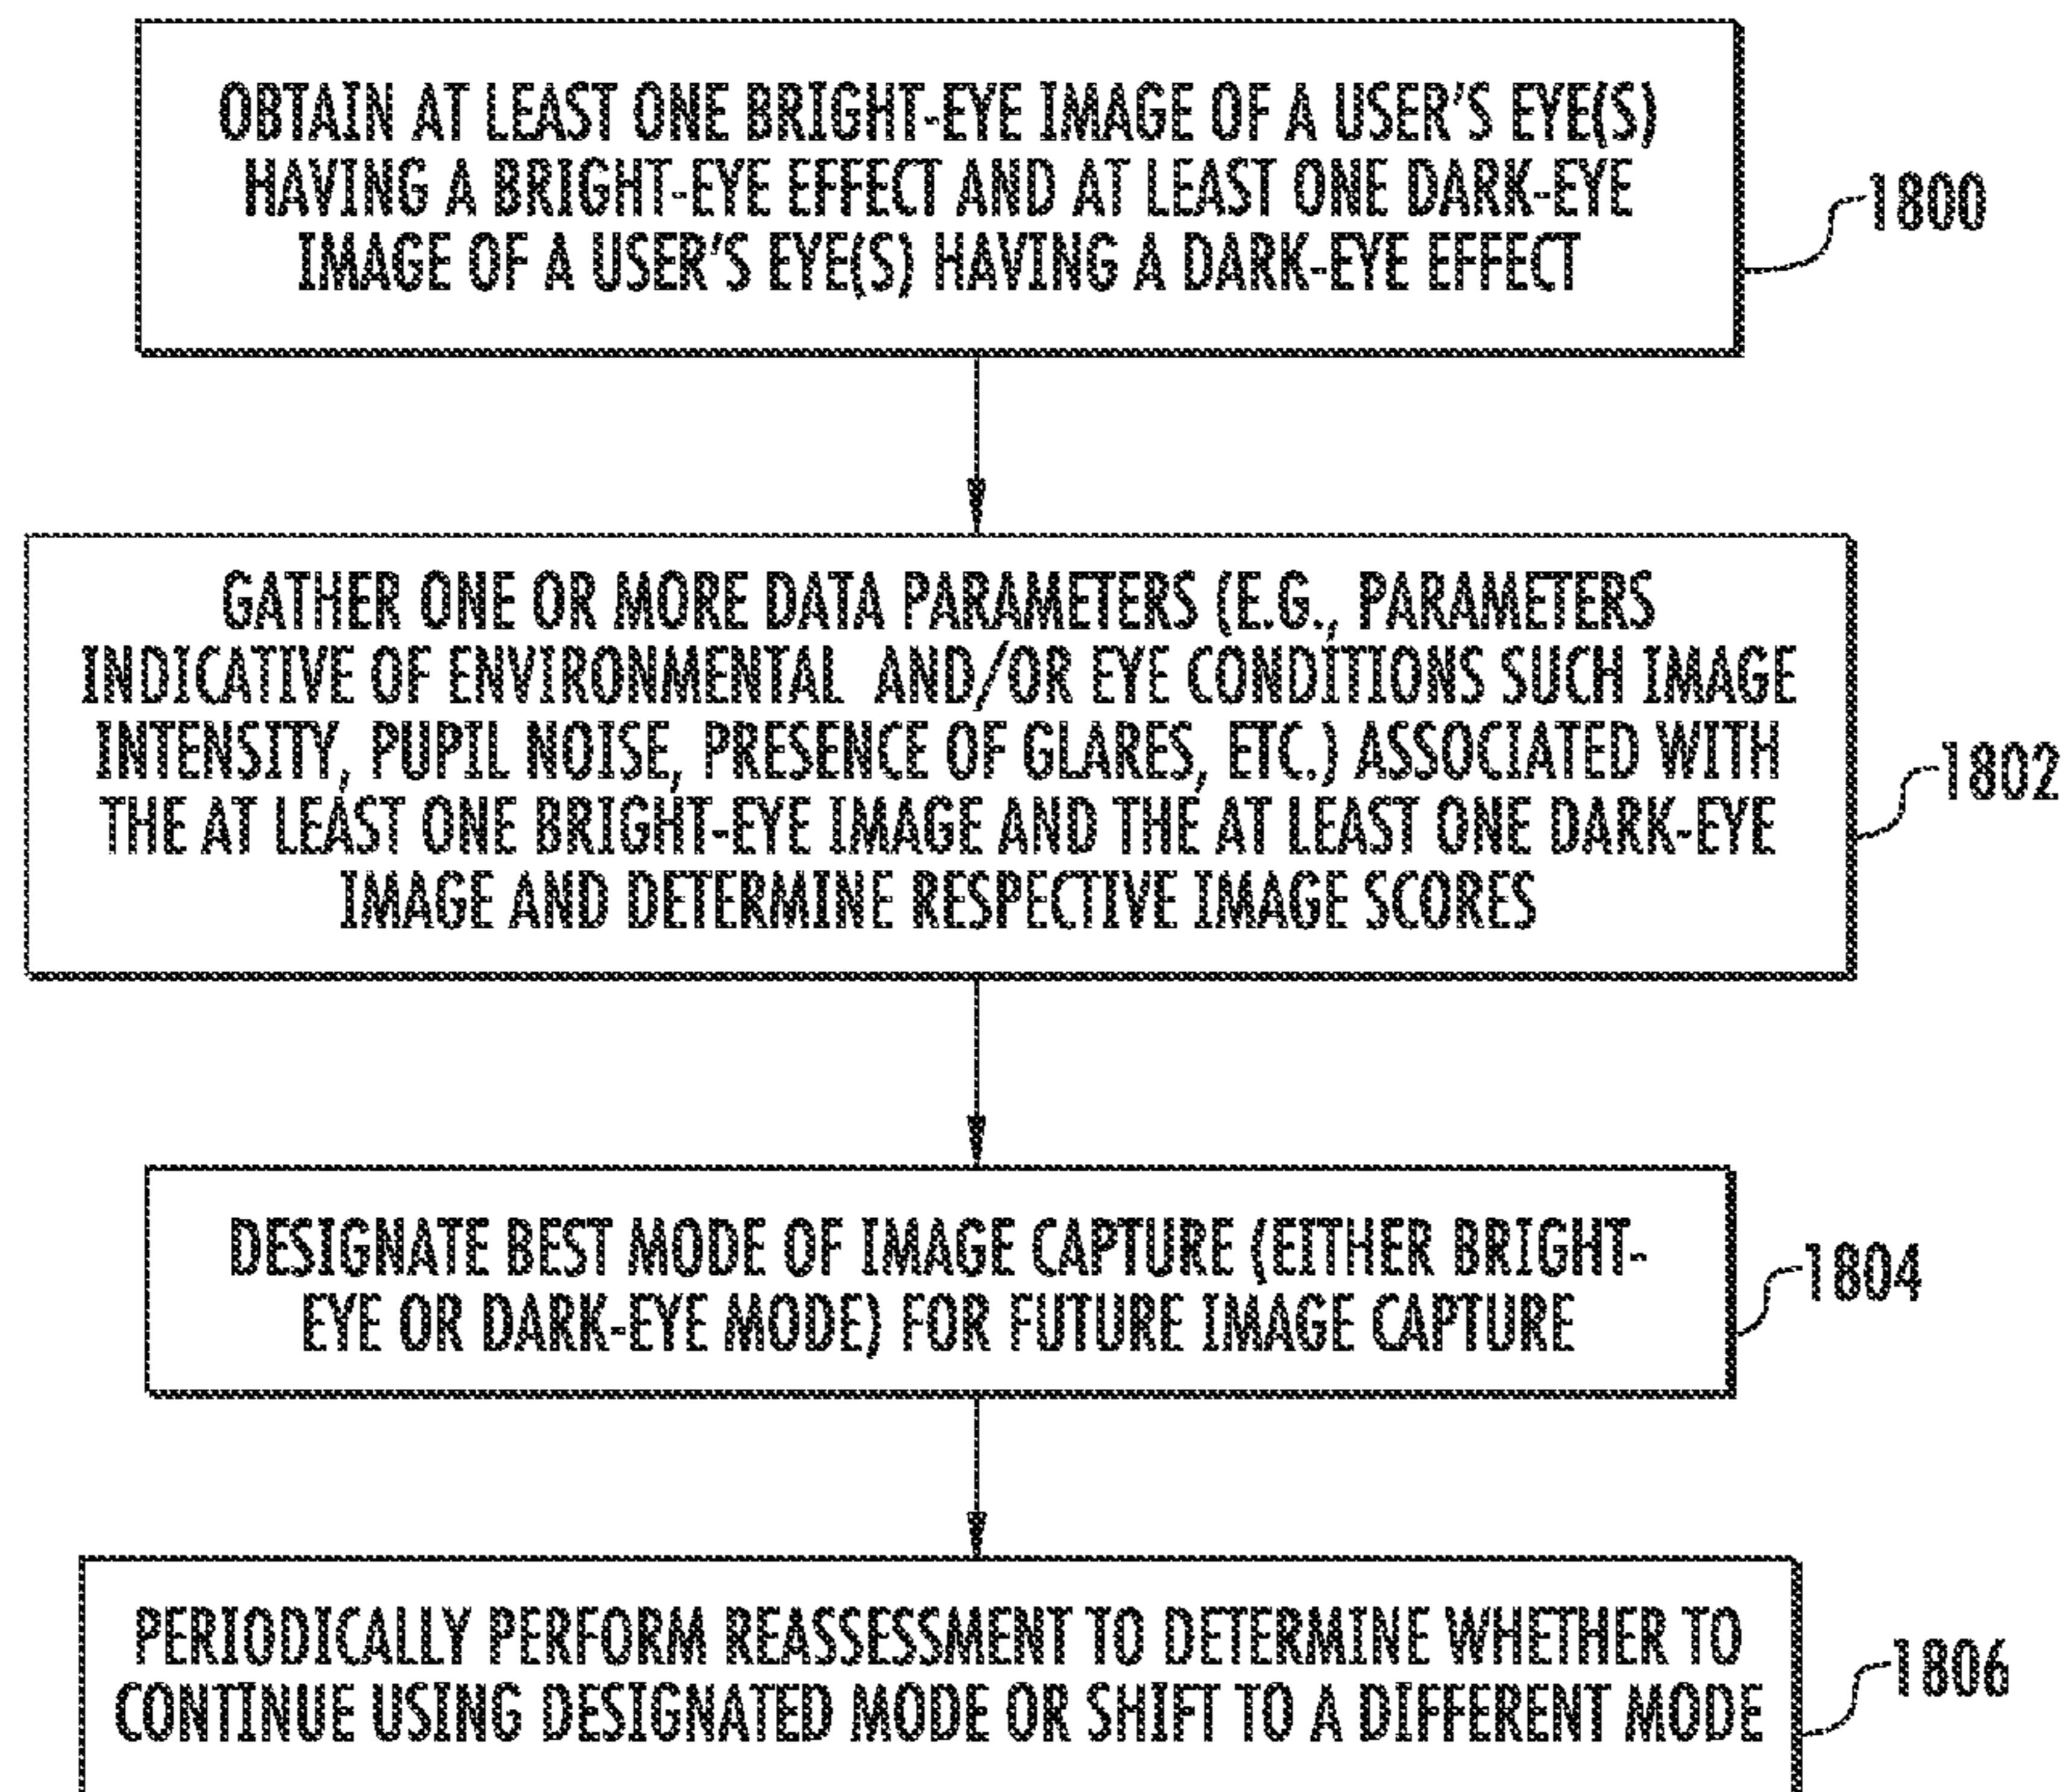 OBTAIN AT LEAST ONE BRIGHT-EYE IMAGE OF A USER'S EYE(S)
HAVING A BRIGHT-EYE EFFECT AND AT LEAST ONE DARK-EYE
IMAGE OF A USER'S EYE(S) HAVING A DARK-EYE EFFECT
1800
GATHER ONE OR MORE DATA PARAMETERS (E.G., PARAMETERS
INDICATIVE OF ENVIRONMENTAL AND/OR EYE CONDITIONS SUCH IMAGE
INTENSITY, PUPIL NOISE, PRESENCE OF GLARES, ETC.) ASSOCIATED WITH
THE AT LEAST ONE BRIGHT-EYE IMAGE AND THE AT LEAST ONE DARK-EYE
IMAGE AND DETERMINE RESPECTIVE IMAGE SCORES
1802
DESIGNATE BEST MODE OF IMAGE CAPTURE (EITHER BRIGHT-
EYE OR DARK-EYE MODE) FOR FUTURE IMAGE CAPTURE
1804
PERIODICALLY PERFORM REASSESSMENT TO DETERMINE WHETHER TO
CONTINUE USING DESIGNATED MODE OR SHIFT TO A DIFFERENT MODE
1806